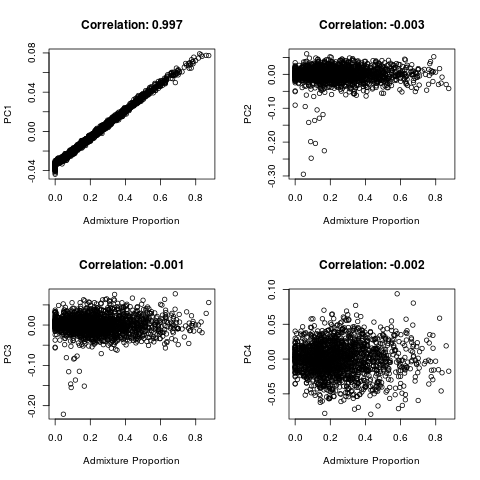 Correlation: 0.997
PC1
0.08
0.04
0.00
-0.04
0.0 0.2 0.4 0.6 0.8
Admixture Proportion
Correlation: -0.003
PC2
0.00
-0.10
-0.20
-0.30
0.0 0.2 0.4 0.6 0.8
Admixture Proportion
Correlation: -0.001
PC3
0.00
-0.10
-0.20
0.0 0.2 0.4 0.6 0.8
Admixture Proportion
Correlation: -0.002
PC4
0.10
0.05
0.00
-0.05
0.0 0.2 0.4 0.6 0.8
Admixture Proportion